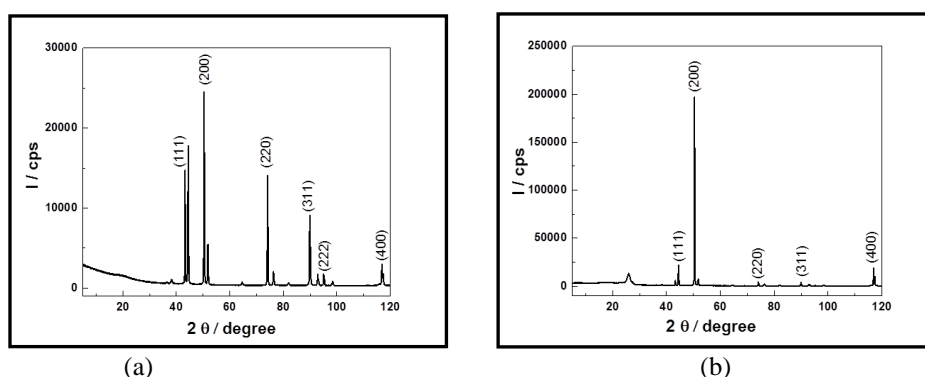 30000
20000
10000
0
I / cps
(111)
(200)
(220)
(311)
(222)
(400)
20 40 60 80 100 120
2 θ / degree
(a)
250000
200000
150000
100000
50000
0
I / cps
(111)
(200)
(220)
(311)
(400)
20 40 60 80 100 120
2 θ / degree
(b)